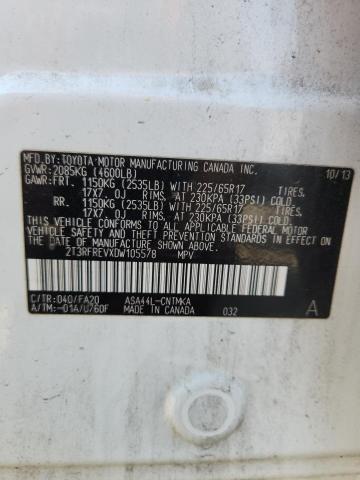 MFD.BY:TOYOTA MOTOR MANUFACTURING CANADA INC. 10/13
GVWR:2085KG (4600LB)
GAWR:FRT. 1150KG (2535LB) WITH 225/65R17 TIRES,
17X7.0J RIMS, AT 230KPA (33PSI) COLD.
RR. 1150KG (2535LB) WITH 225/65R17 TIRES,
17X7.0J RIMS, AT 230KPA (33PSI) COLD.
THIS VEHICLE CONFORMS TO ALL APPLICABLE FEDERAL MOTOR
VEHICLE SAFETY AND THEFT PREVENTION STANDARDS IN EFFECT
ON THE DATE OF MANUFACTURE SHOWN ABOVE.
2T3RFREVXDW105578 MPV
C/TR:040/FA20 ASA44L-CNTMKA A
A/TM:-01A/U760F MADE IN CANADA 032